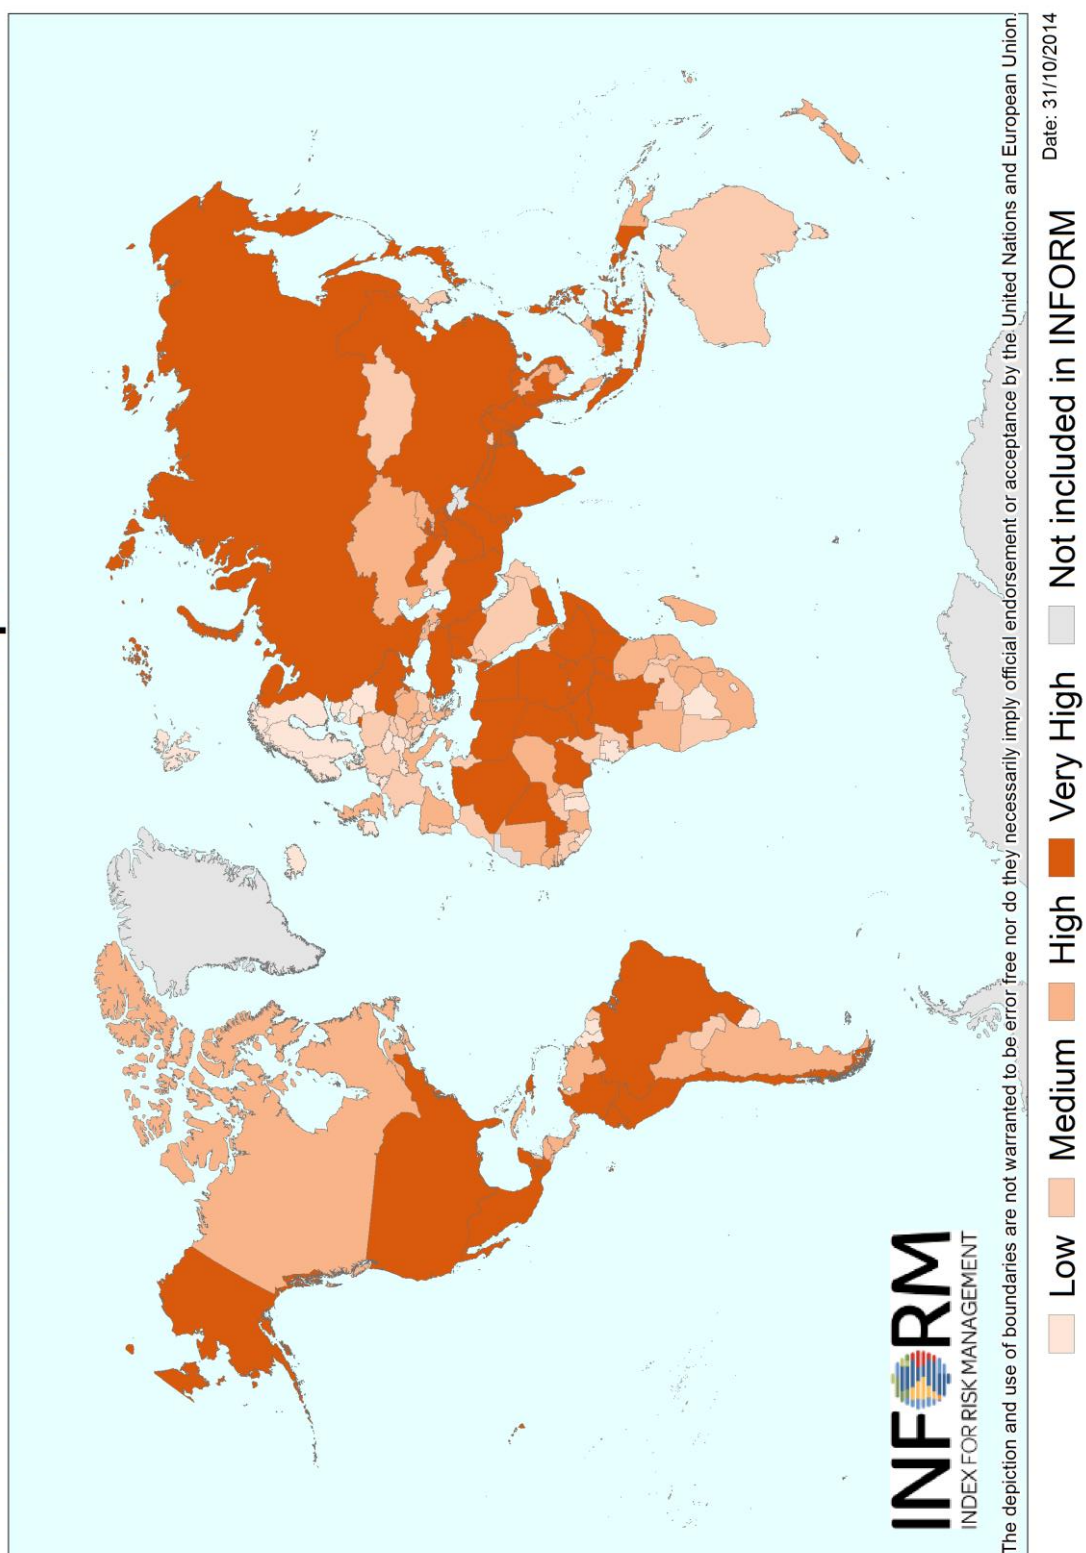 INFORM
INDEX FOR RISK MANAGEMENT
The depiction and use of boundaries are not warranted to be error free nor do they necessarily imply official endorsement or acceptance by the United Nations and European Union.
Low Medium High Very High Not included in INFORM
Date: 31/10/2014